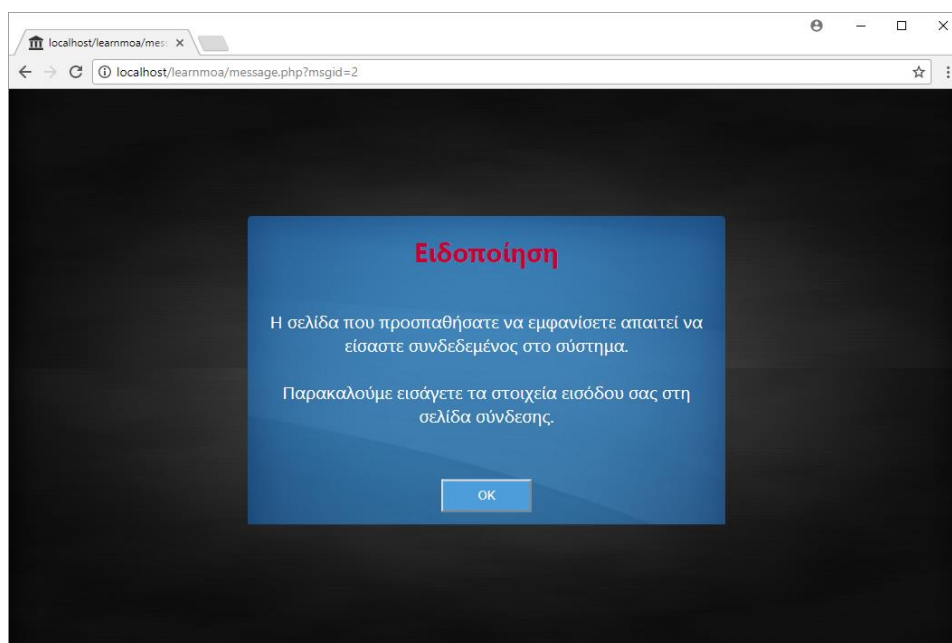 localhost/learnmoa/mes
localhost/learnmoa/message.php?msgid=2
Ειδοποίηση
Η σελίδα που προσπαθήσατε να εμφανίσετε απαιτεί να
είσαστε συνδεδεμένος στο σύστημα.
Παρακαλούμε εισάγετε τα στοιχεία εισόδου σας στη
σελίδα σύνδεσης.
ΟΚ